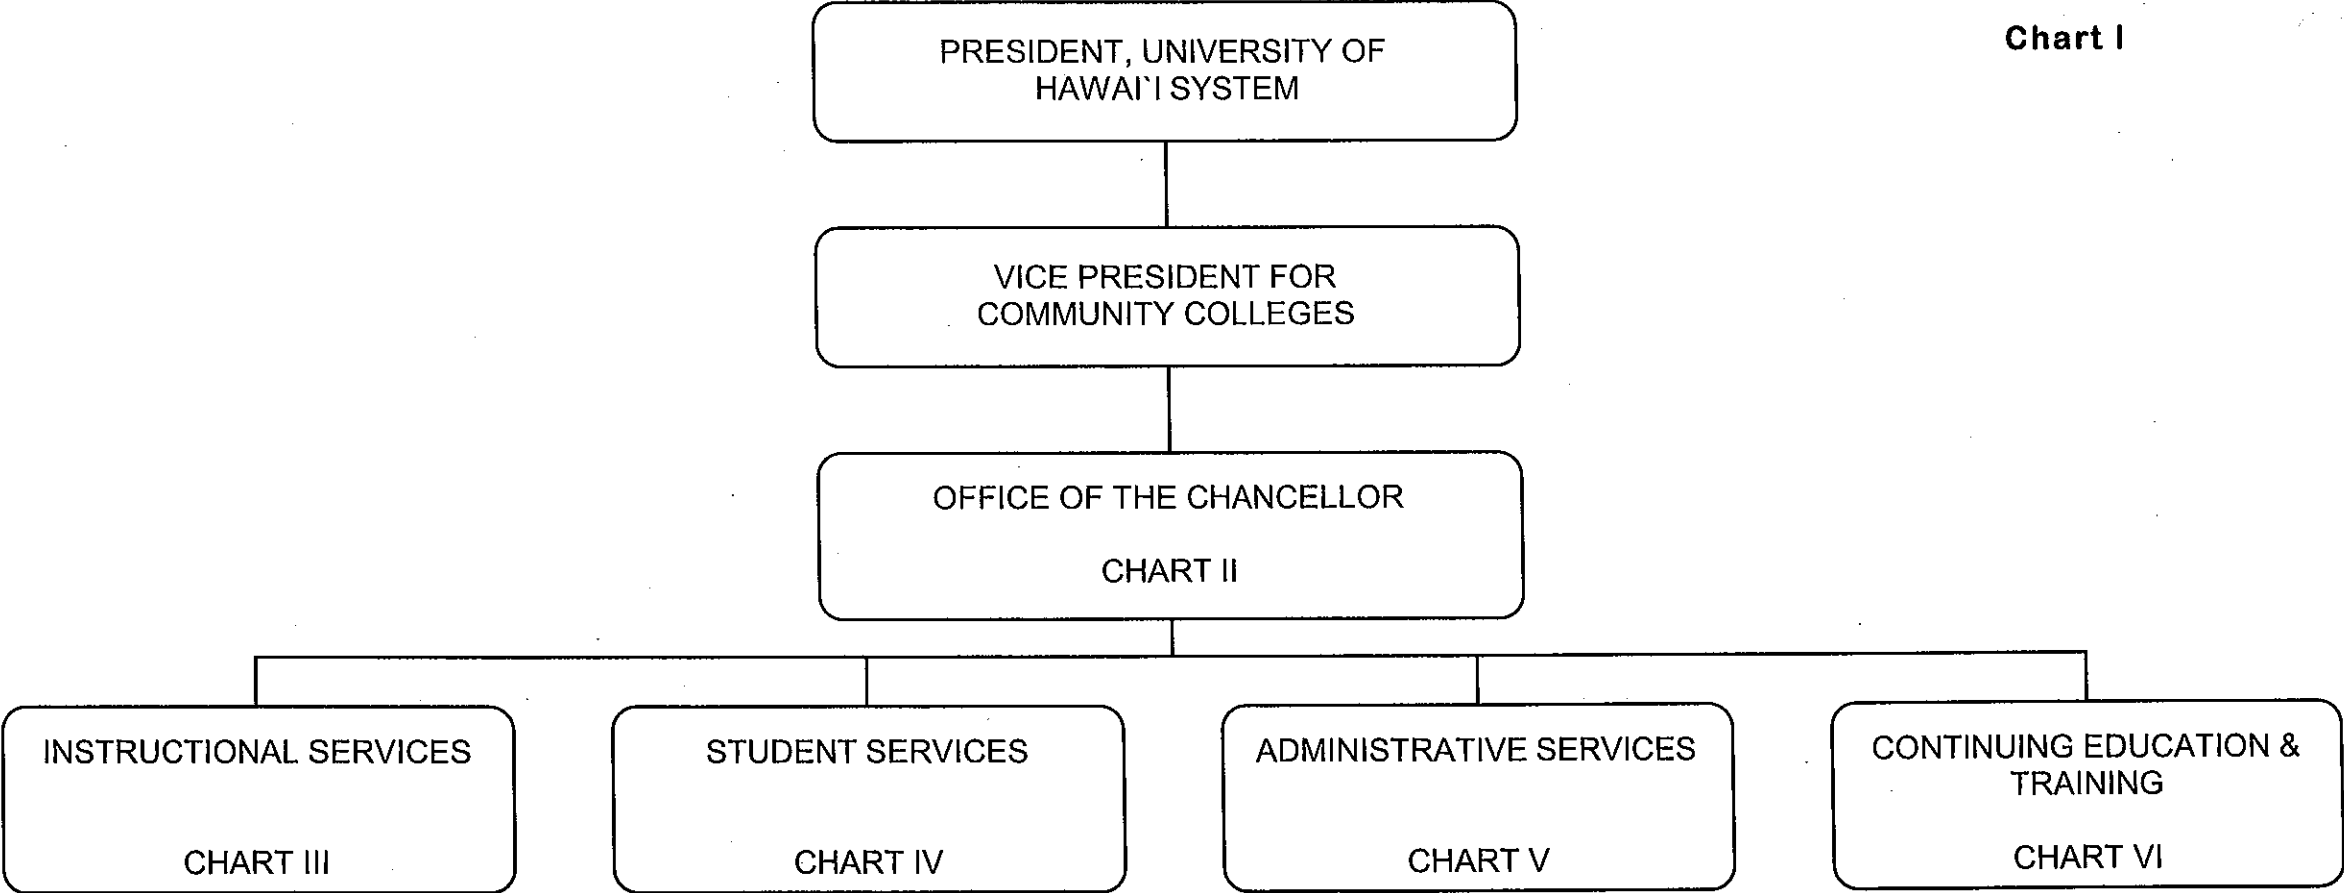 Chart I
PRESIDENT, UNIVERSITY OF
HAWAI`I SYSTEM
VICE PRESIDENT FOR
COMMUNITY COLLEGES
OFFICE OF THE CHANCELLOR
CHART II
INSTRUCTIONAL SERVICES
CHART III
STUDENT SERVICES
CHART IV
ADMINISTRATIVE SERVICES
CHART V
CONTINUING EDUCATION &
TRAINING
CHART VI